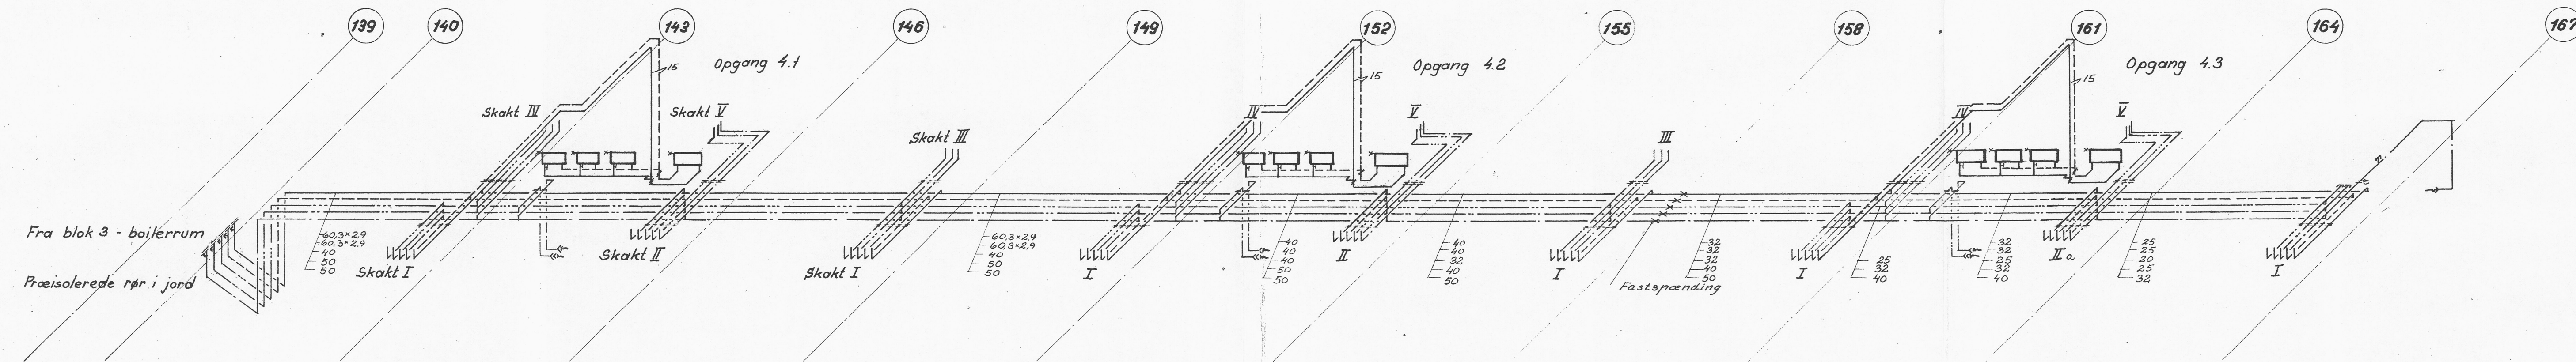 139
140
143
146
149
152
155
158
161
164
167
Opgang 4.1
Opgang 4.2
Opgang 4.3
15
15
15
Skakt IV
Skakt V
Skakt III
IV
V
III
IV
V
Fra blok 3 - boilerrum
Præisolerede rør i jord
60,3×2,9
60,3×2,9
40
50
50
Skakt I
Skakt II
Skakt I
60,3×2,9
60,3×2,9
40
50
50
I
40
40
40
50
50
II
40
40
32
40
50
I
Fastspænding
32
32
32
40
50
I
25
32
40
32
32
25
32
40
II a
25
25
20
25
32
I